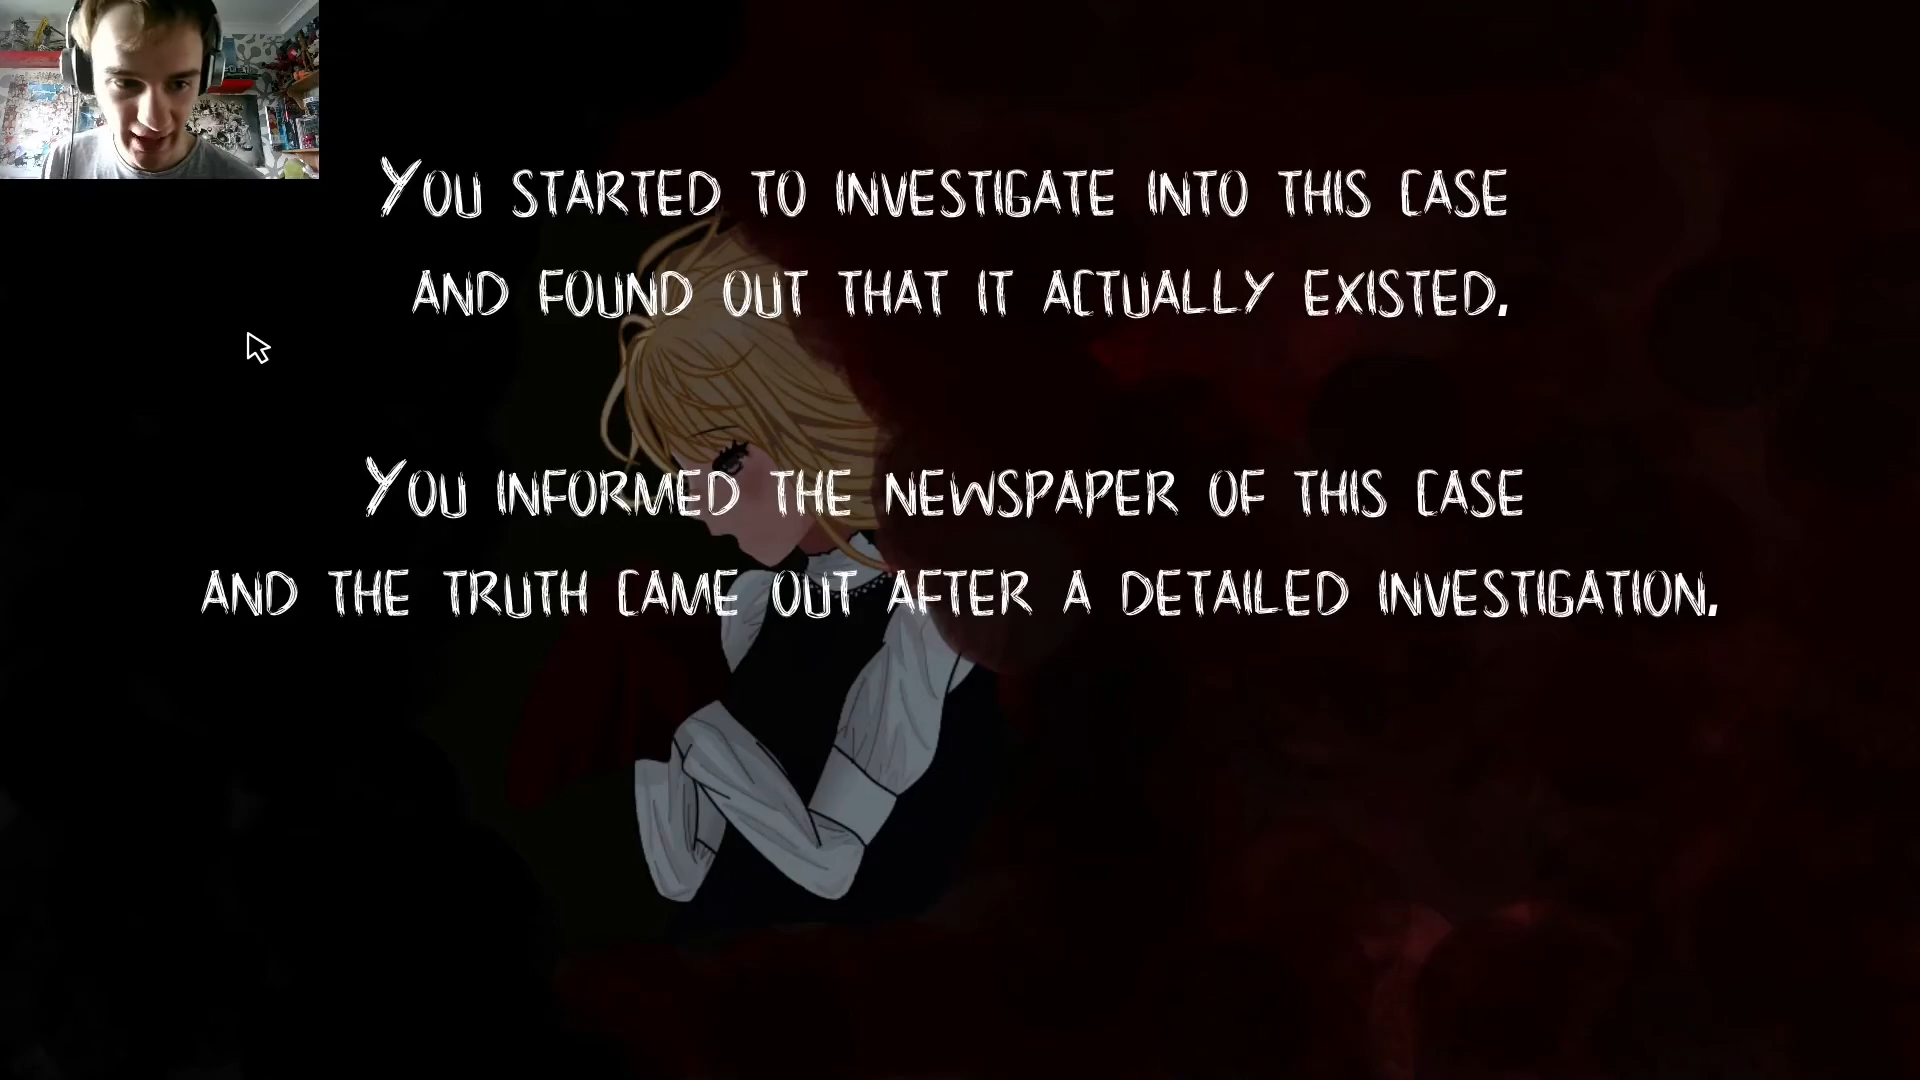 You started to investigate into this case
and found out that it actually existed.
You informed the newspaper of this case
and the truth came out after a detailed investigation.